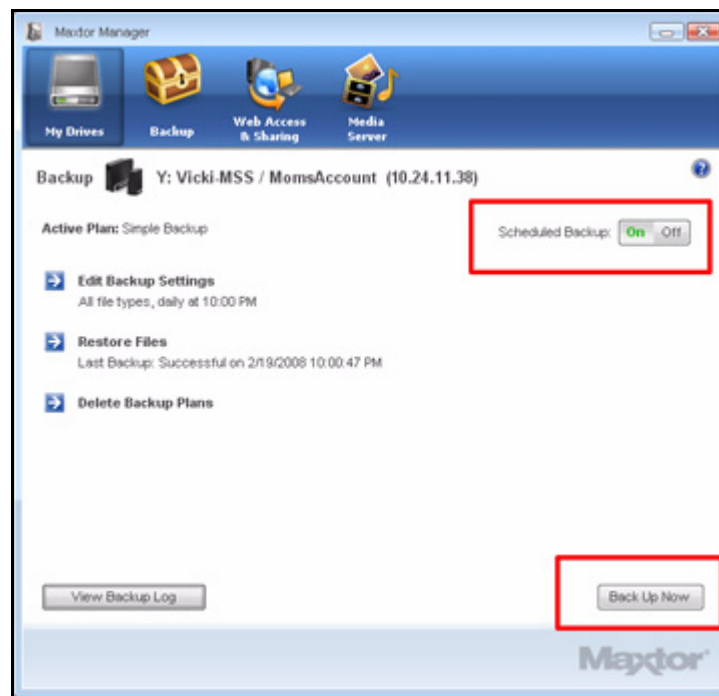 Maxtor Manager
My Drives
Backup
Web Access
& Sharing
Media
Server
Backup Y: Vicki-MSS / MomsAccount (10.24.11.38)
Active Plan: Simple Backup
Scheduled Backup: On Off
Edit Backup Settings
All file types, daily at 10:00 PM
Restore Files
Last Backup: Successful on 2/19/2008 10:00:47 PM
Delete Backup Plans
View Backup Log
Back Up Now
Maxtor